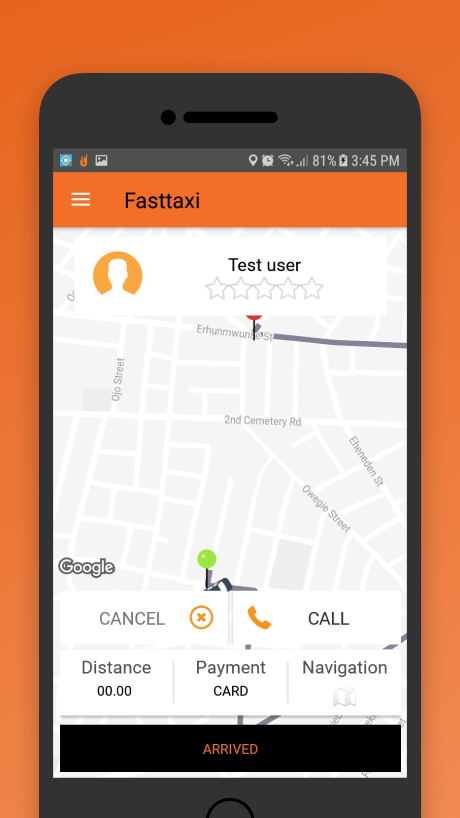 81% 3:45 PM
Fasttaxi
Test user
Erhunmwunse St
Ojo Street
2nd Cemetery Rd
Eheneden St
Owegie Street
Google
CANCEL
CALL
Distance
Payment
Navigation
00.00
CARD
ARRIVED